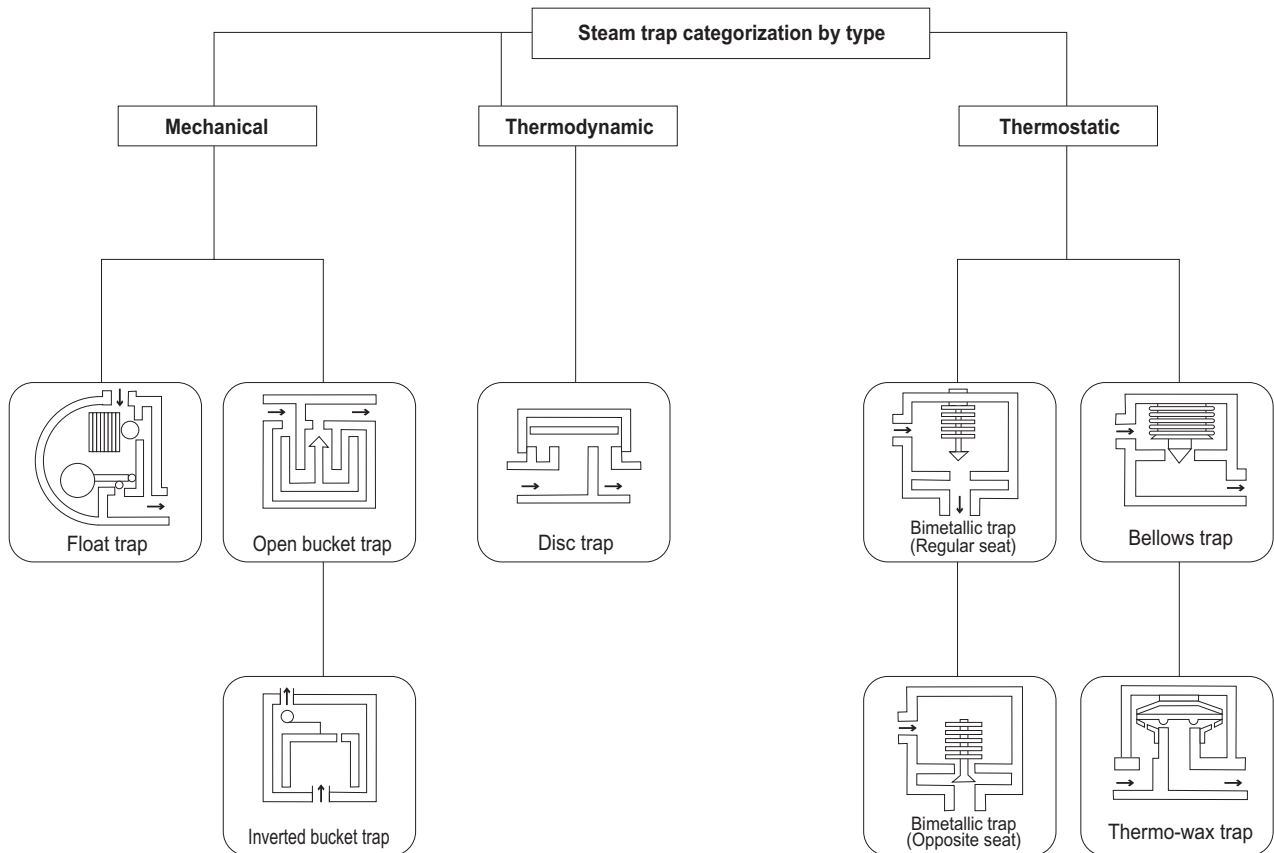 Steam trap categorization by type
Mechanical
Thermodynamic
Thermostatic
Float trap
Open bucket trap
Disc trap
Bimetallic trap
(Regular seat)
Bellows trap
Inverted bucket trap
Bimetallic trap
(Opposite seat)
Thermo-wax trap